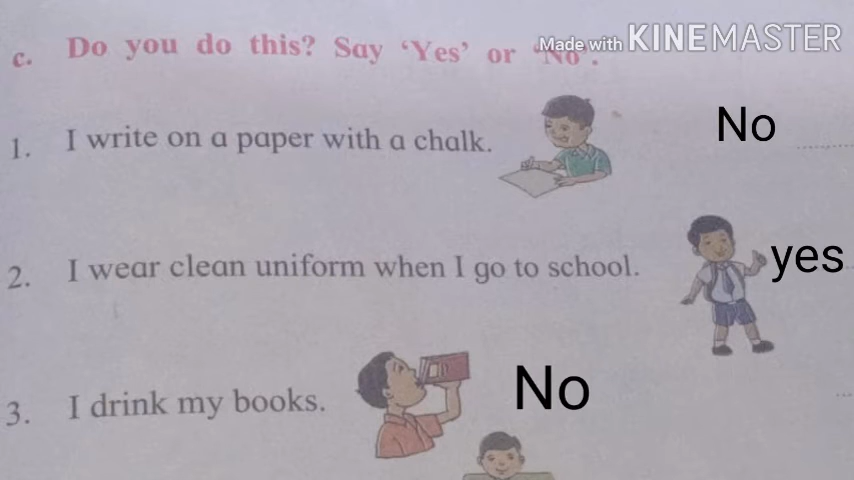 c. Do you do this? Say ‘Yes’ or ‘No’.
Made with KINEMASTER
1. I write on a paper with a chalk. No
2. I wear clean uniform when I go to school. yes
3. I drink my books. No